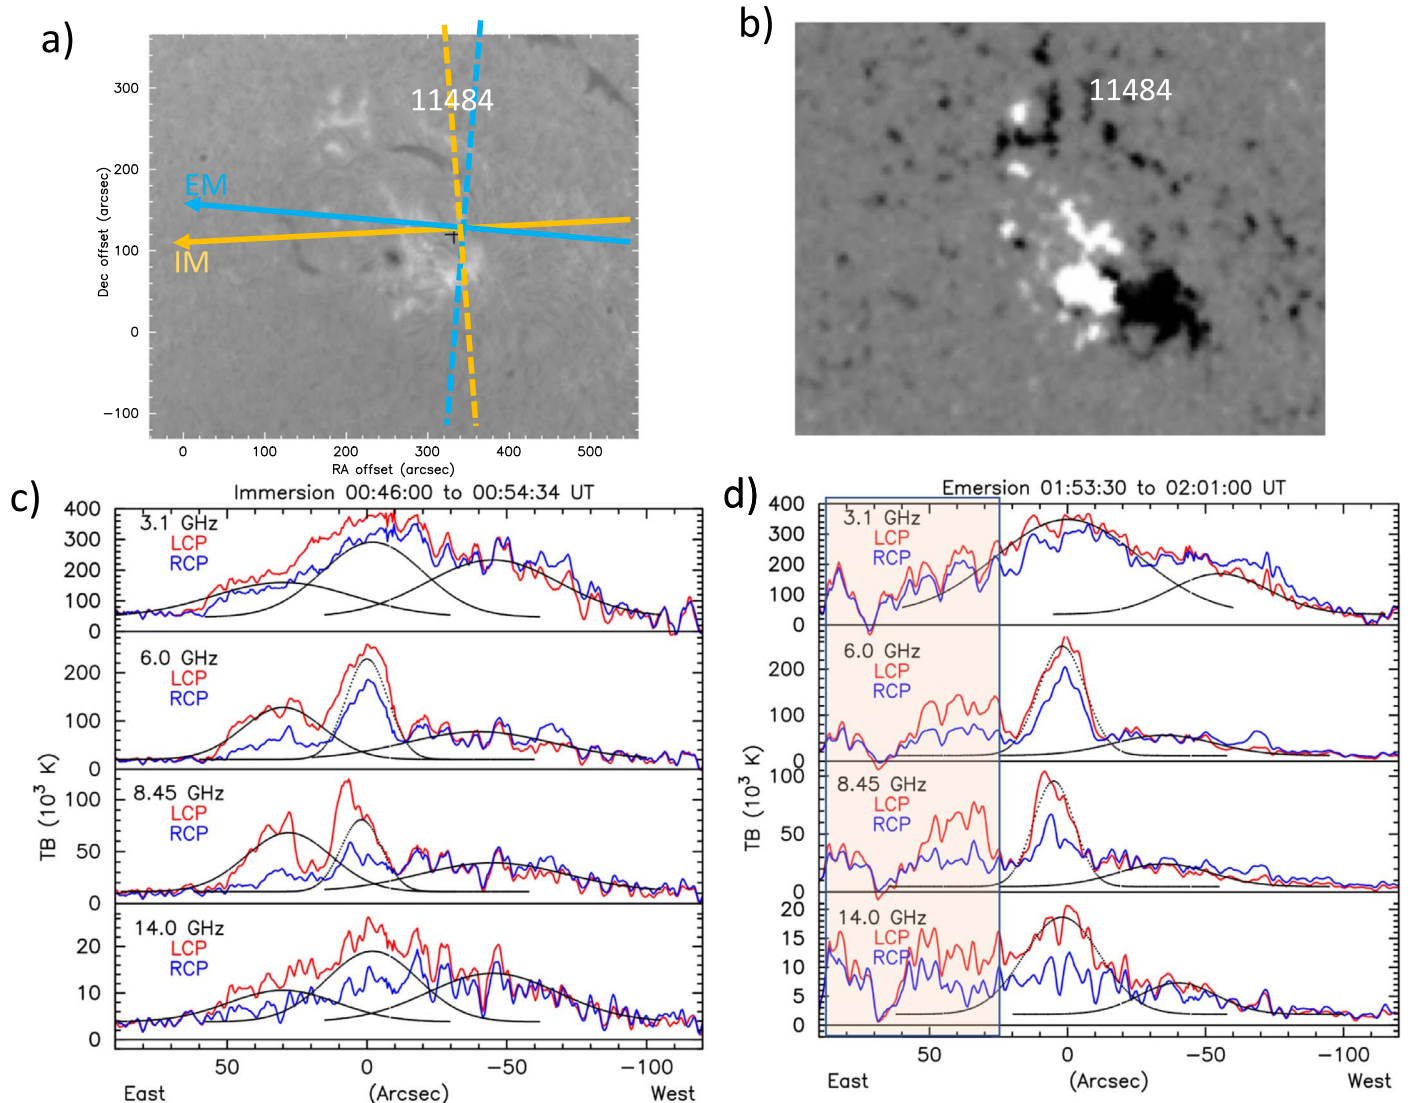 a)
11484
300
200
100
0
−100
Dec offset (arcsec)
EM
IM
0 100 200 300 400 500
RA offset (arcsec)
b)
11484
c)
Immersion 00:46:00 to 00:54:34 UT
TB (10³ K)
400
300
200
100
0
3.1 GHz
LCP
RCP
200
100
0
6.0 GHz
LCP
RCP
100
50
0
8.45 GHz
LCP
RCP
20
10
0
14.0 GHz
LCP
RCP
50 0 −50 −100
East (Arcsec) West
d)
Emersion 01:53:30 to 02:01:00 UT
TB (10³ K)
400
300
200
100
0
3.1 GHz
LCP
RCP
200
100
0
6.0 GHz
LCP
RCP
100
50
0
8.45 GHz
LCP
RCP
20
15
10
5
0
14.0 GHz
LCP
RCP
50 0 −50 −100
East (Arcsec) West